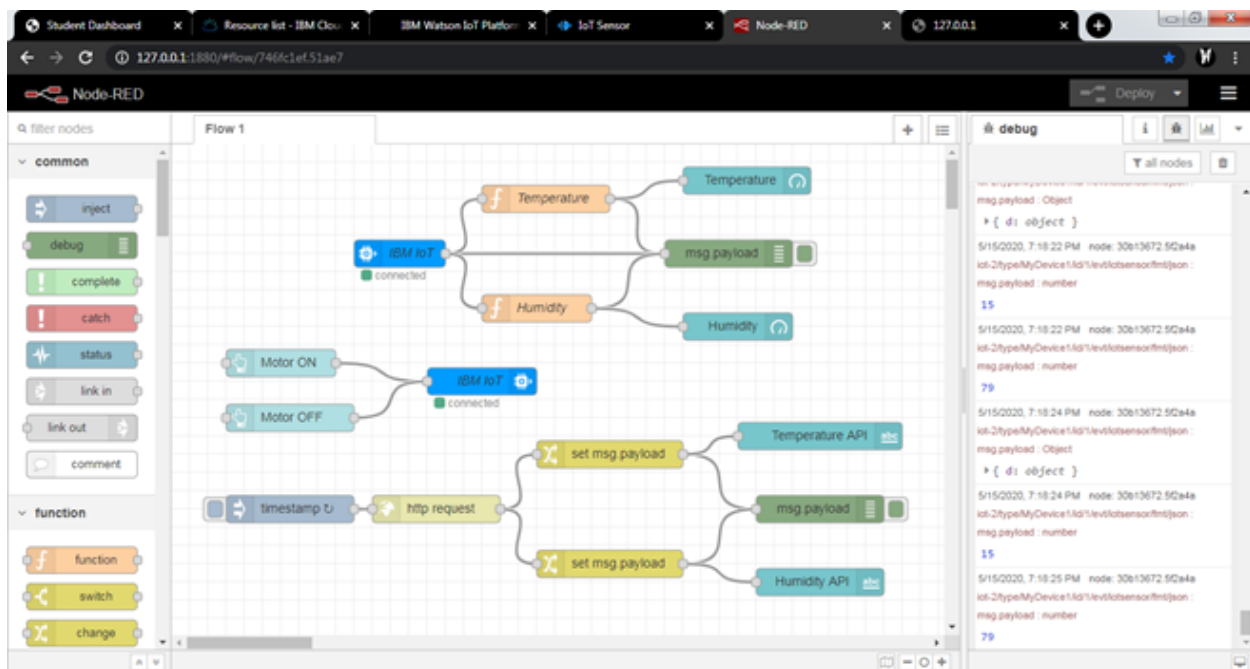 Student Dashboard
Resource list - IBM Clou
IBM Watson IoT Platform
IoT Sensor
Node-RED
127.0.0.1
127.0.0.1:1880/#flow/746fc1ef.51ae7
Node-RED
Deploy
filter nodes
common
inject
debug
complete
catch
status
link in
link out
comment
function
function
switch
change
Flow 1
Temperature
Temperature
IBM IoT
connected
msg.payload
Humidity
Humidity
Motor ON
IBM IoT
connected
Motor OFF
Temperature API
abc
set msg.payload
timestamp ↻
http request
msg.payload
set msg.payload
Humidity API
abc
debug
i
all nodes
msg.payload : Object
▸{ d: object }
5/15/2020, 7:18:22 PM node: 30b13672.5f2a4a
iot-2/type/MyDevice1/id/1/evt/iotsensor/fmt/json :
msg.payload : number
15
5/15/2020, 7:18:22 PM node: 30b13672.5f2a4a
iot-2/type/MyDevice1/id/1/evt/iotsensor/fmt/json :
msg.payload : number
79
5/15/2020, 7:18:24 PM node: 30b13672.5f2a4a
iot-2/type/MyDevice1/id/1/evt/iotsensor/fmt/json :
msg.payload : Object
▸{ d: object }
5/15/2020, 7:18:24 PM node: 30b13672.5f2a4a
iot-2/type/MyDevice1/id/1/evt/iotsensor/fmt/json :
msg.payload : number
15
5/15/2020, 7:18:25 PM node: 30b13672.5f2a4a
iot-2/type/MyDevice1/id/1/evt/iotsensor/fmt/json :
msg.payload : number
79